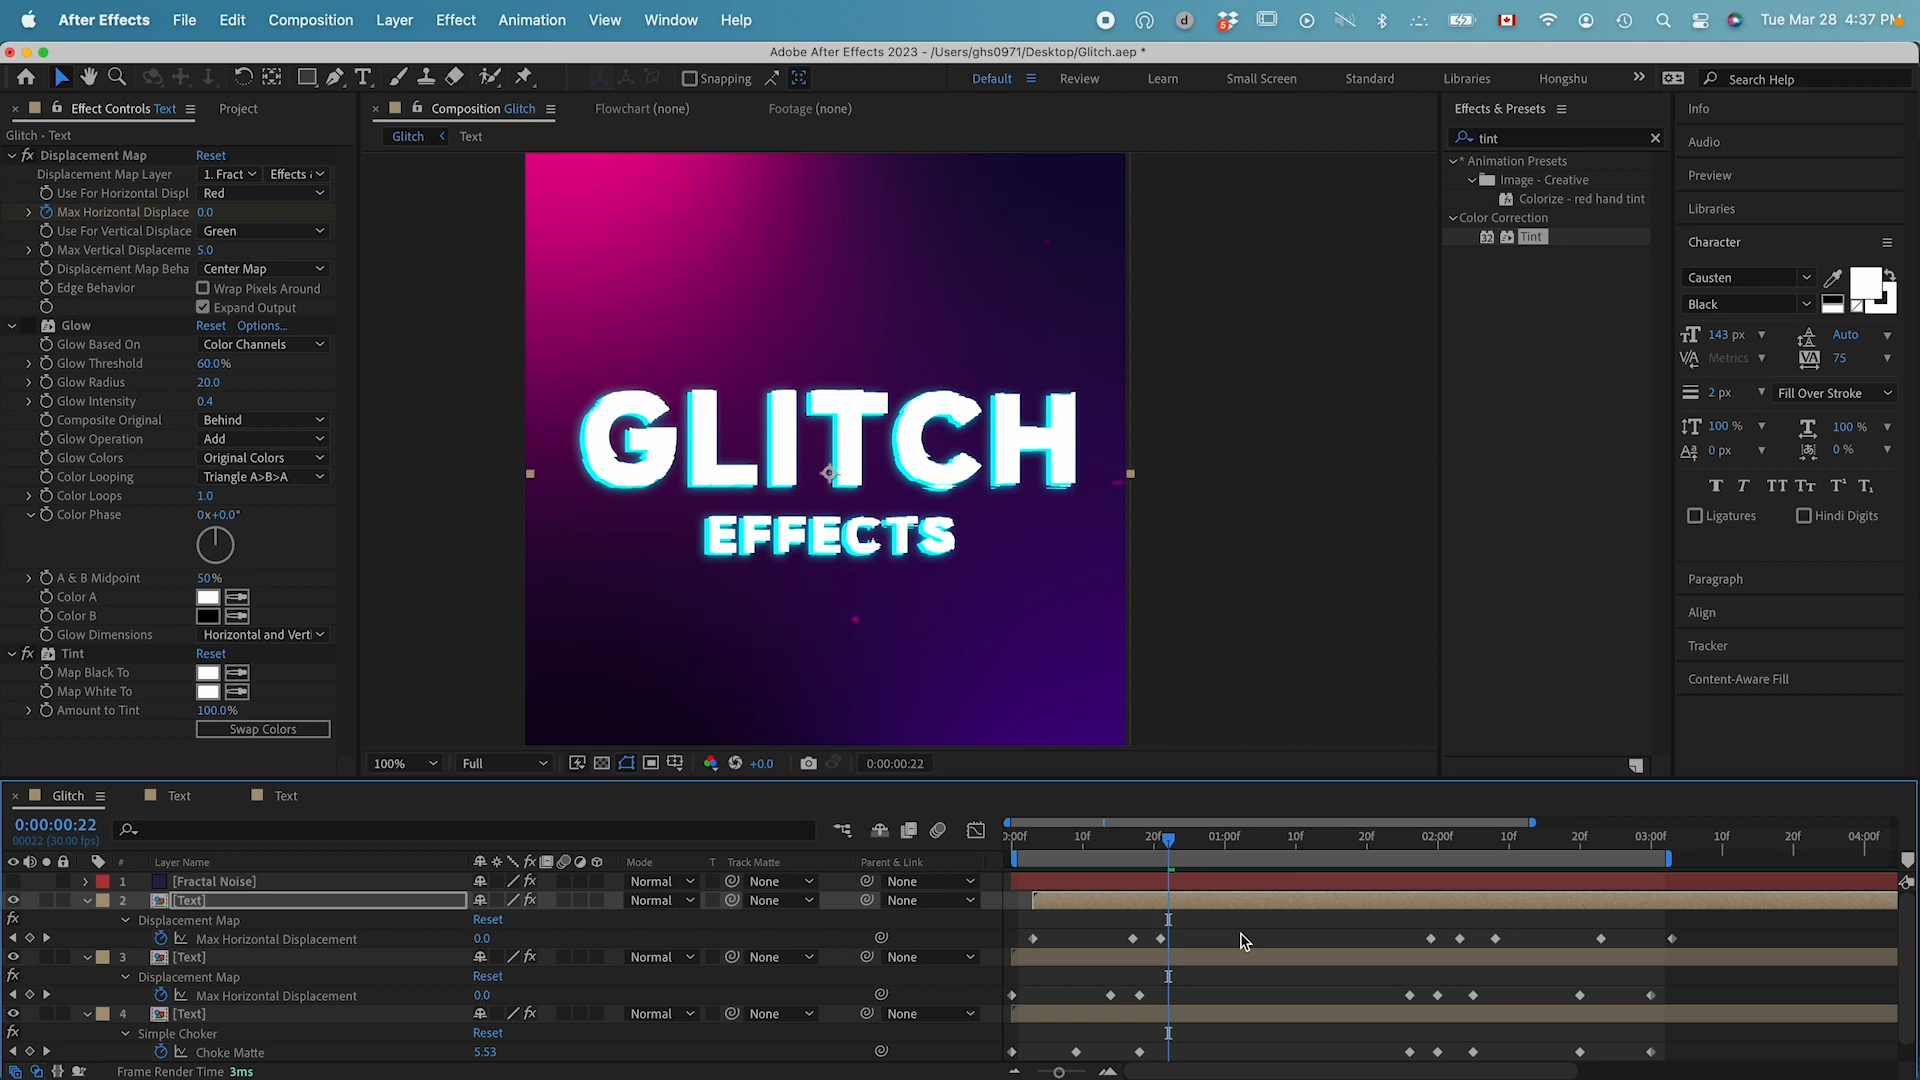 After Effects File Edit Composition Layer Effect Animation View Window Help Tue Mar 28 4:37 PM
Adobe After Effects 2023 - /Users/ghs0971/Desktop/Glitch.aep *
Snapping Default Review Learn Small Screen Standard Libraries Hongshu Search Help
Effect Controls Text Project
Glitch • Text
Displacement Map Reset
Displacement Map Layer 1. Fract Effects
Use For Horizontal Displ Red
Max Horizontal Displace 0.0
Use For Vertical Displace Green
Max Vertical Displaceme 5.0
Displacement Map Beha Center Map
Edge Behavior Wrap Pixels Around
Expand Output
Glow Reset Options...
Glow Based On Color Channels
Glow Threshold 60.0%
Glow Radius 20.0
Glow Intensity 0.4
Composite Original Behind
Glow Operation Add
Glow Colors Original Colors
Color Looping Triangle A>B>A
Color Loops 1.0
Color Phase 0x+0.0°
A & B Midpoint 50%
Color A
Color B
Glow Dimensions Horizontal and Verti
Tint Reset
Map Black To
Map White To
Amount to Tint 100.0%
Swap Colors
Composition Glitch Flowchart (none) Footage (none)
Glitch Text
GLITCH
EFFECTS
100% Full +0.0 0:00:00:22
Effects & Presets
tint
* Animation Presets
Image - Creative
Colorize - red hand tint
Color Correction
32 Tint
Info
Audio
Preview
Libraries
Character
Causten
Black
143 px Auto
Metrics 75
2 px Fill Over Stroke
100 % 100 %
0 px 0 %
Ligatures Hindi Digits
Paragraph
Align
Tracker
Content-Aware Fill
Glitch Text Text
0:00:00:22
00022 (30.00 fps)
0:00f 10f 20f 01:00f 10f 20f 02:00f 10f 20f 03:00f 10f 20f 04:00f
# Layer Name Mode T Track Matte Parent & Link
1 [Fractal Noise] Normal None None
2 [Text] Normal None None
Displacement Map Reset
Max Horizontal Displacement 0.0
3 [Text] Normal None None
Displacement Map Reset
Max Horizontal Displacement 0.0
4 [Text] Normal None None
Simple Choker Reset
Choke Matte 5.53
Frame Render Time 3ms